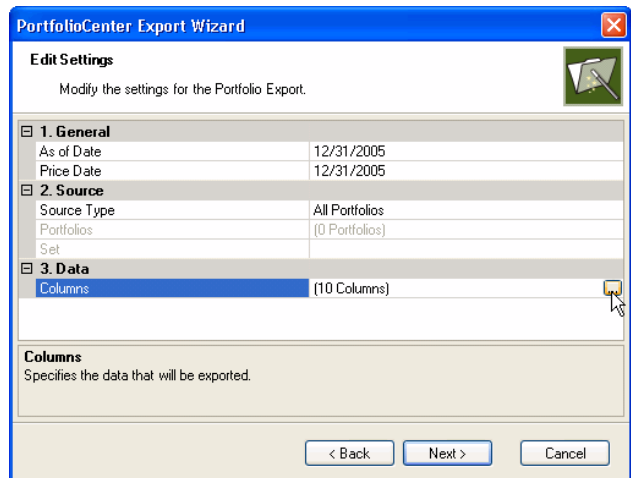 PortfolioCenter Export Wizard
Edit Settings
Modify the settings for the Portfolio Export.
1. General
As of Date 12/31/2005
Price Date 12/31/2005
2. Source
Source Type All Portfolios
Portfolios (0 Portfolios)
Set
3. Data
Columns (10 Columns) ...
Columns
Specifies the data that will be exported.
< Back Next > Cancel